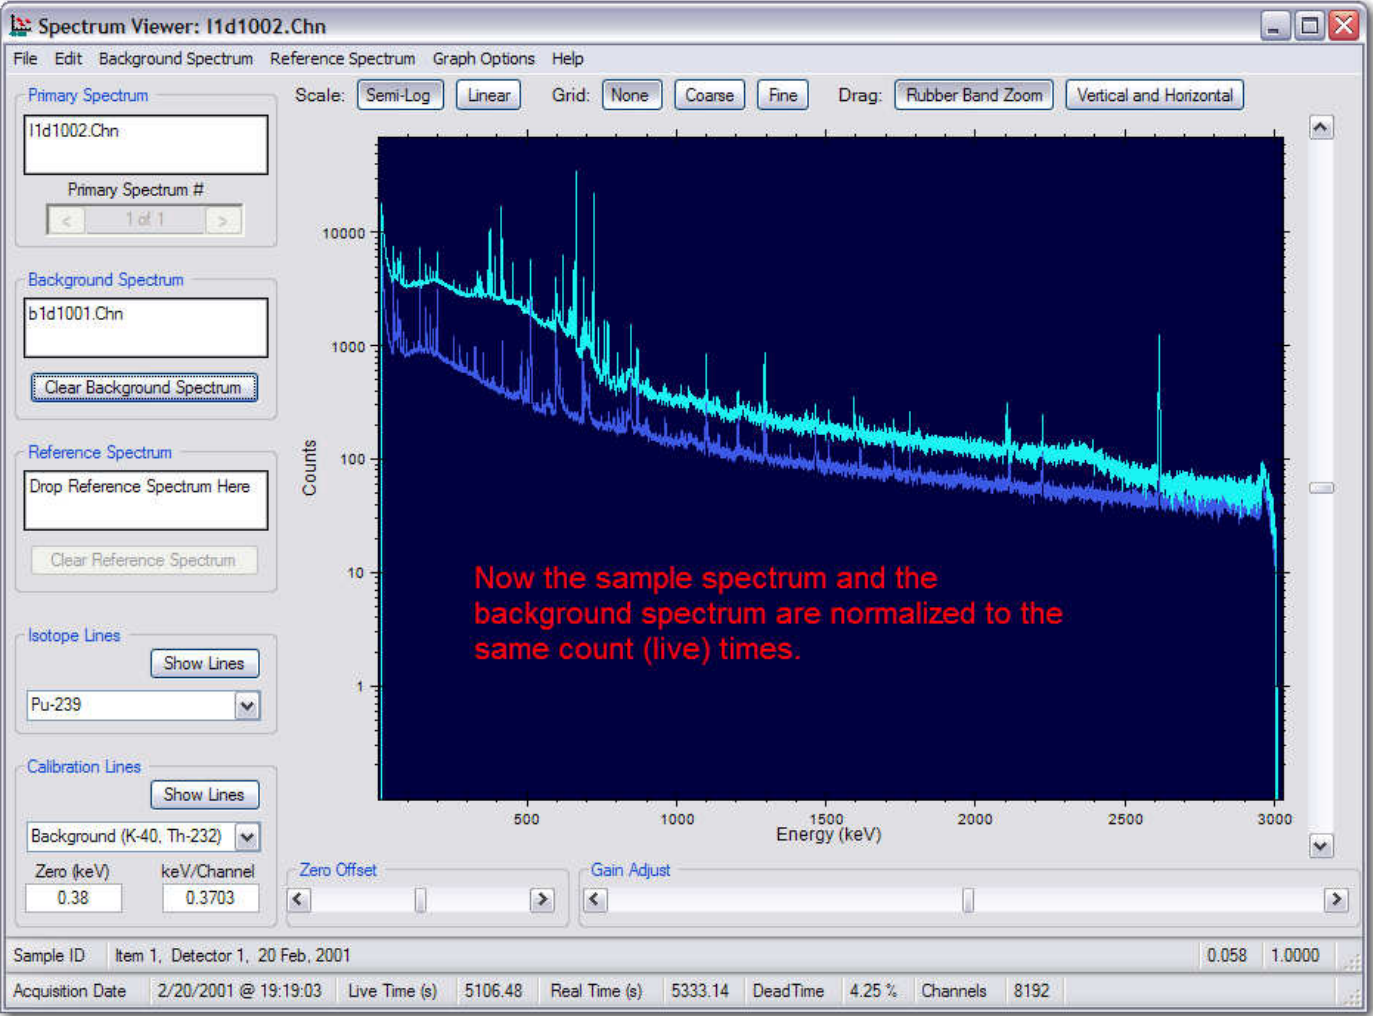 Spectrum Viewer: I1d1002.Chn
File Edit Background Spectrum Reference Spectrum Graph Options Help
Primary Spectrum
I1d1002.Chn
Primary Spectrum #
< 1 of 1 >
Background Spectrum
b1d1001.Chn
Clear Background Spectrum
Reference Spectrum
Drop Reference Spectrum Here
Clear Reference Spectrum
Isotope Lines
Show Lines
Pu-239
Calibration Lines
Show Lines
Background (K-40, Th-232)
Zero (keV) keV/Channel
0.38 0.3703
Scale: Semi-Log Linear Grid: None Coarse Fine Drag: Rubber Band Zoom Vertical and Horizontal
10000
1000
100
10
1
Counts
Now the sample spectrum and the
background spectrum are normalized to the
same count (live) times.
500 1000 1500 2000 2500 3000
Energy (keV)
Zero Offset Gain Adjust
< > < >
Sample ID Item 1, Detector 1, 20 Feb, 2001 0.058 1.0000
Acquisition Date 2/20/2001 @ 19:19:03 Live Time (s) 5106.48 Real Time (s) 5333.14 DeadTime 4.25 % Channels 8192